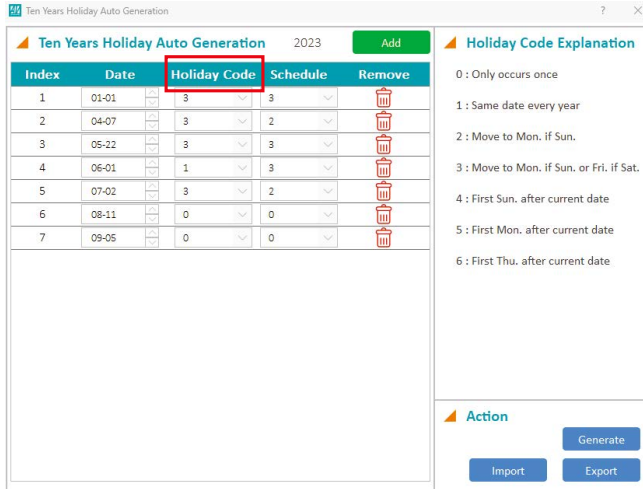 Ten Years Holiday Auto Generation
Ten Years Holiday Auto Generation 2023 Add
Index Date Holiday Code Schedule Remove
1 01-01 3 3
2 04-07 3 2
3 05-22 3 3
4 06-01 1 3
5 07-02 3 2
6 08-11 0 0
7 09-05 0 0
Holiday Code Explanation
0 : Only occurs once
1 : Same date every year
2 : Move to Mon. if Sun.
3 : Move to Mon. if Sun. or Fri. if Sat.
4 : First Sun. after current date
5 : First Mon. after current date
6 : First Thu. after current date
Action
Generate
Import Export